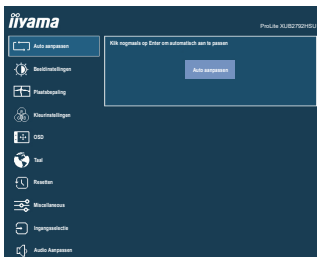 iiyama
ProLite XUB2792HSU
Auto aanpassen
Klik nogmaals op Enter om automatisch aan te passen
Auto aanpassen
Beeldinstellingen
Plaatsbepaling
Kleurinstellingen
OSD
Taal
Resetten
Miscellaneous
Ingangsselectie
Audio Aanpassen